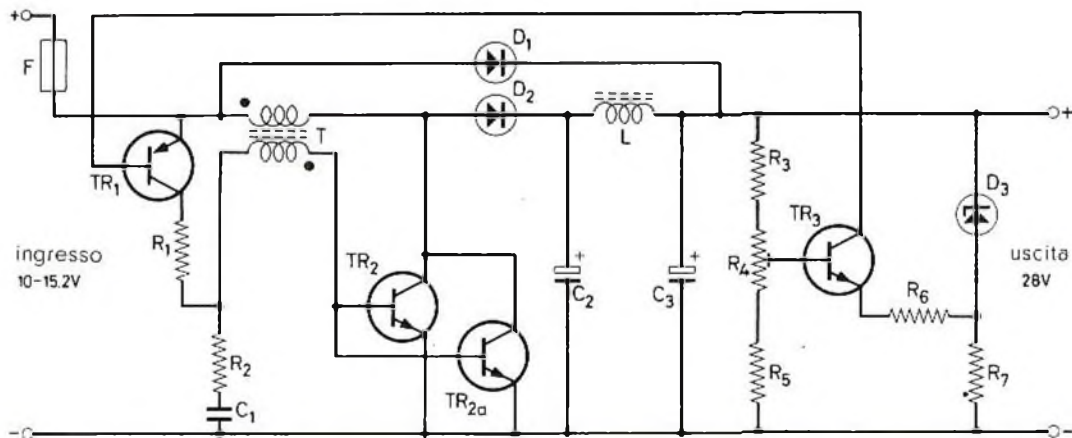 +
F
D₁
D₂
T
L
+
TR₁
R₁
ingresso
10-15.2V
R₂
C₁
TR₂
TR₂ₐ
+
C₂
+
C₃
R₃
R₄
R₅
TR₃
R₆
D₃
R₇
uscita
28V
-
-